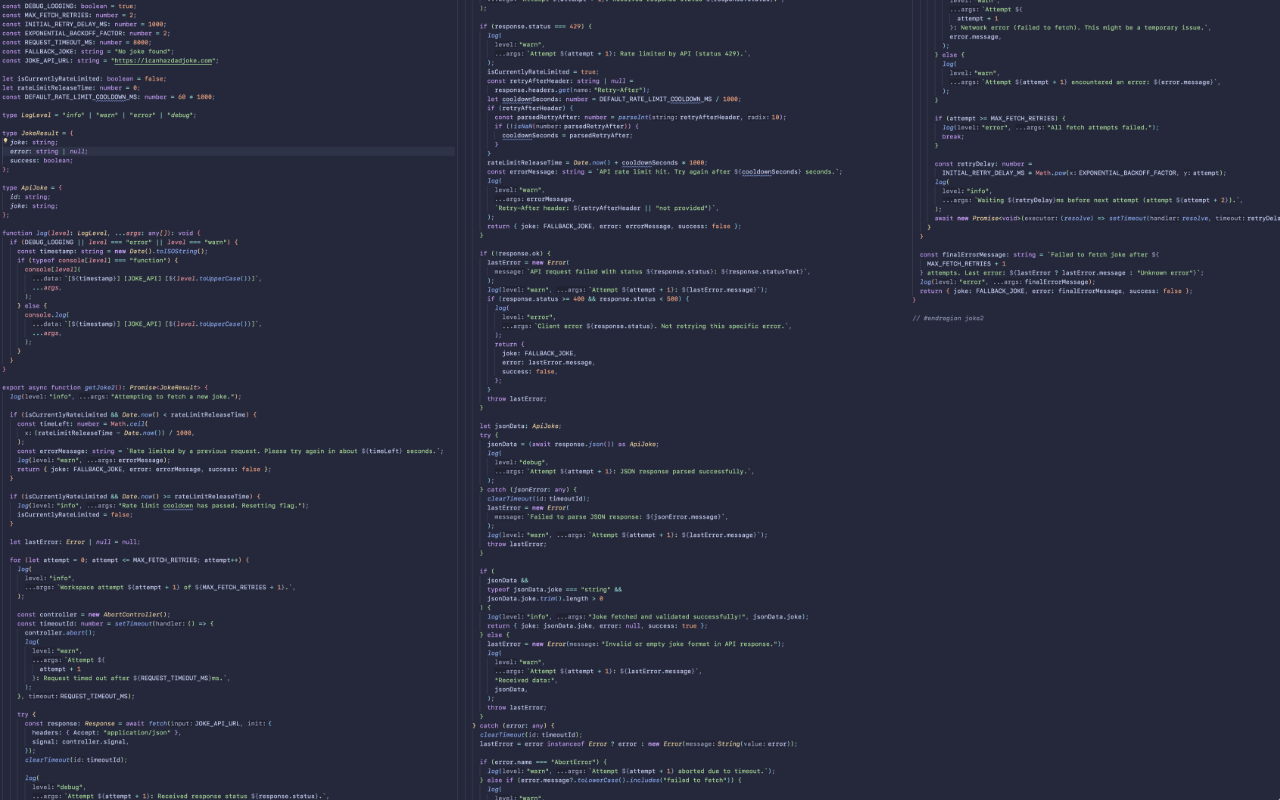 const DEBUG_LOGGING: boolean = true;
const MAX_FETCH_RETRIES: number = 2;
const INITIAL_RETRY_DELAY_MS: number = 1000;
const EXPONENTIAL_BACKOFF_FACTOR: number = 2;
const REQUEST_TIMEOUT_MS: number = 8000;
const FALLBACK_JOKE: string = "No joke found";
const JOKE_API_URL: string = "https://icanhazdadjoke.com";
let isCurrentlyRateLimited: boolean = false;
let rateLimitReleaseTime: number = 0;
const DEFAULT_RATE_LIMIT_COOLDOWN_MS: number = 60 * 1000;
type LogLevel = "info" | "warn" | "error" | "debug";
type JokeResult = {
joke: string;
error: string | null;
success: boolean;
};
type ApiJoke = {
id: string;
joke: string;
};
function log(level: LogLevel, ...args: any[]): void {
if (DEBUG_LOGGING || level === "error" || level === "warn") {
const timestamp: string = new Date().toISOString();
if (typeof console[level] === "function") {
console[level](
...data: `[${timestamp}] [JOKE_API] [${level.toUpperCase()}]`,
...args,
);
} else {
console.log(
...data: `[${timestamp}] [JOKE_API] [${level.toUpperCase()}]`,
...args,
);
}
}
}
export async function getJoke2(): Promise<JokeResult> {
log(level: "info", ...args: "Attempting to fetch a new joke.");
if (isCurrentlyRateLimited && Date.now() < rateLimitReleaseTime) {
const timeLeft: number = Math.ceil(
x: (rateLimitReleaseTime - Date.now()) / 1000,
);
const errorMessage: string = `Rate limited by a previous request. Please try again in about ${timeLeft} seconds.`;
log(level: "warn", ...args: errorMessage);
return { joke: FALLBACK_JOKE, error: errorMessage, success: false };
}
if (isCurrentlyRateLimited && Date.now() >= rateLimitReleaseTime) {
log(level: "info", ...args: "Rate limit cooldown has passed. Resetting flag.");
isCurrentlyRateLimited = false;
}
let lastError: Error | null = null;
for (let attempt = 0; attempt <= MAX_FETCH_RETRIES; attempt++) {
log(
level: "info",
...args: `Workspace attempt ${attempt + 1} of ${MAX_FETCH_RETRIES + 1}.`,
);
const controller = new AbortController();
const timeoutId: number = setTimeout(handler: () => {
controller.abort();
log(
level: "warn",
...args: `Attempt ${
attempt + 1
}: Request timed out after ${REQUEST_TIMEOUT_MS}ms.`,
);
}, timeout: REQUEST_TIMEOUT_MS);
try {
const response: Response = await fetch(input: JOKE_API_URL, init: {
headers: { Accept: "application/json" },
signal: controller.signal,
});
clearTimeout(id: timeoutId);
log(
level: "debug",
...args: `Attempt ${attempt + 1}: Received response status ${response.status}.`,
);
if (response.status === 429) {
log(
level: "warn",
...args: `Attempt ${attempt + 1}: Rate limited by API (status 429).`,
);
isCurrentlyRateLimited = true;
const retryAfterHeader: string | null =
response.headers.get(name: "Retry-After");
let cooldownSeconds: number = DEFAULT_RATE_LIMIT_COOLDOWN_MS / 1000;
if (retryAfterHeader) {
const parsedRetryAfter: number = parseInt(string: retryAfterHeader, radix: 10);
if (!isNaN(number: parsedRetryAfter)) {
cooldownSeconds = parsedRetryAfter;
}
}
rateLimitReleaseTime = Date.now() + cooldownSeconds * 1000;
const errorMessage: string = `API rate limit hit. Try again after ${cooldownSeconds} seconds.`;
log(
level: "warn",
...args: errorMessage,
`Retry-After header: ${retryAfterHeader || "not provided"}`,
);
return { joke: FALLBACK_JOKE, error: errorMessage, success: false };
}
if (!response.ok) {
lastError = new Error(
message: `API request failed with status ${response.status}: ${response.statusText}`,
);
log(level: "warn", ...args: `Attempt ${attempt + 1}: ${lastError.message}`);
if (response.status >= 400 && response.status < 500) {
log(
level: "error",
...args: `Client error ${response.status}. Not retrying this specific error.`,
);
return {
joke: FALLBACK_JOKE,
error: lastError.message,
success: false,
};
}
throw lastError;
}
let jsonData: ApiJoke;
try {
jsonData = (await response.json()) as ApiJoke;
log(
level: "debug",
...args: `Attempt ${attempt + 1}: JSON response parsed successfully.`,
);
} catch (jsonError: any) {
clearTimeout(id: timeoutId);
lastError = new Error(
message: `Failed to parse JSON response: ${jsonError.message}`,
);
log(level: "warn", ...args: `Attempt ${attempt + 1}: ${lastError.message}`);
throw lastError;
}
if (
jsonData &&
typeof jsonData.joke === "string" &&
jsonData.joke.trim().length > 0
) {
log(level: "info", ...args: "Joke fetched and validated successfully!", jsonData.joke);
return { joke: jsonData.joke, error: null, success: true };
} else {
lastError = new Error(message: "Invalid or empty joke format in API response.");
log(
level: "warn",
...args: `Attempt ${attempt + 1}: ${lastError.message}`,
"Received data:",
jsonData,
);
throw lastError;
}
} catch (error: any) {
clearTimeout(id: timeoutId);
lastError = error instanceof Error ? error : new Error(message: String(value: error));
if (error.name === "AbortError") {
log(level: "warn", ...args: `Attempt ${attempt + 1} aborted due to timeout.`);
} else if (error.message?.toLowerCase().includes("failed to fetch")) {
log(
level: "warn",
...args: `Attempt ${
attempt + 1
}: Network error (failed to fetch). This might be a temporary issue.`,
error.message,
);
} else {
log(
level: "warn",
...args: `Attempt ${attempt + 1} encountered an error: ${error.message}`,
);
}
if (attempt >= MAX_FETCH_RETRIES) {
log(level: "error", ...args: "All fetch attempts failed.");
break;
}
const retryDelay: number =
INITIAL_RETRY_DELAY_MS * Math.pow(x: EXPONENTIAL_BACKOFF_FACTOR, y: attempt);
log(
level: "info",
...args: `Waiting ${retryDelay}ms before next attempt (attempt ${attempt + 2}).`,
);
await new Promise<void>(executor: (resolve) => setTimeout(handler: resolve, timeout: retryDela
}
}
const finalErrorMessage: string = `Failed to fetch joke after ${
MAX_FETCH_RETRIES + 1
} attempts. Last error: ${lastError ? lastError.message : "Unknown error"}`;
log(level: "error", ...args: finalErrorMessage);
return { joke: FALLBACK_JOKE, error: finalErrorMessage, success: false };
}
// #endregion joke2